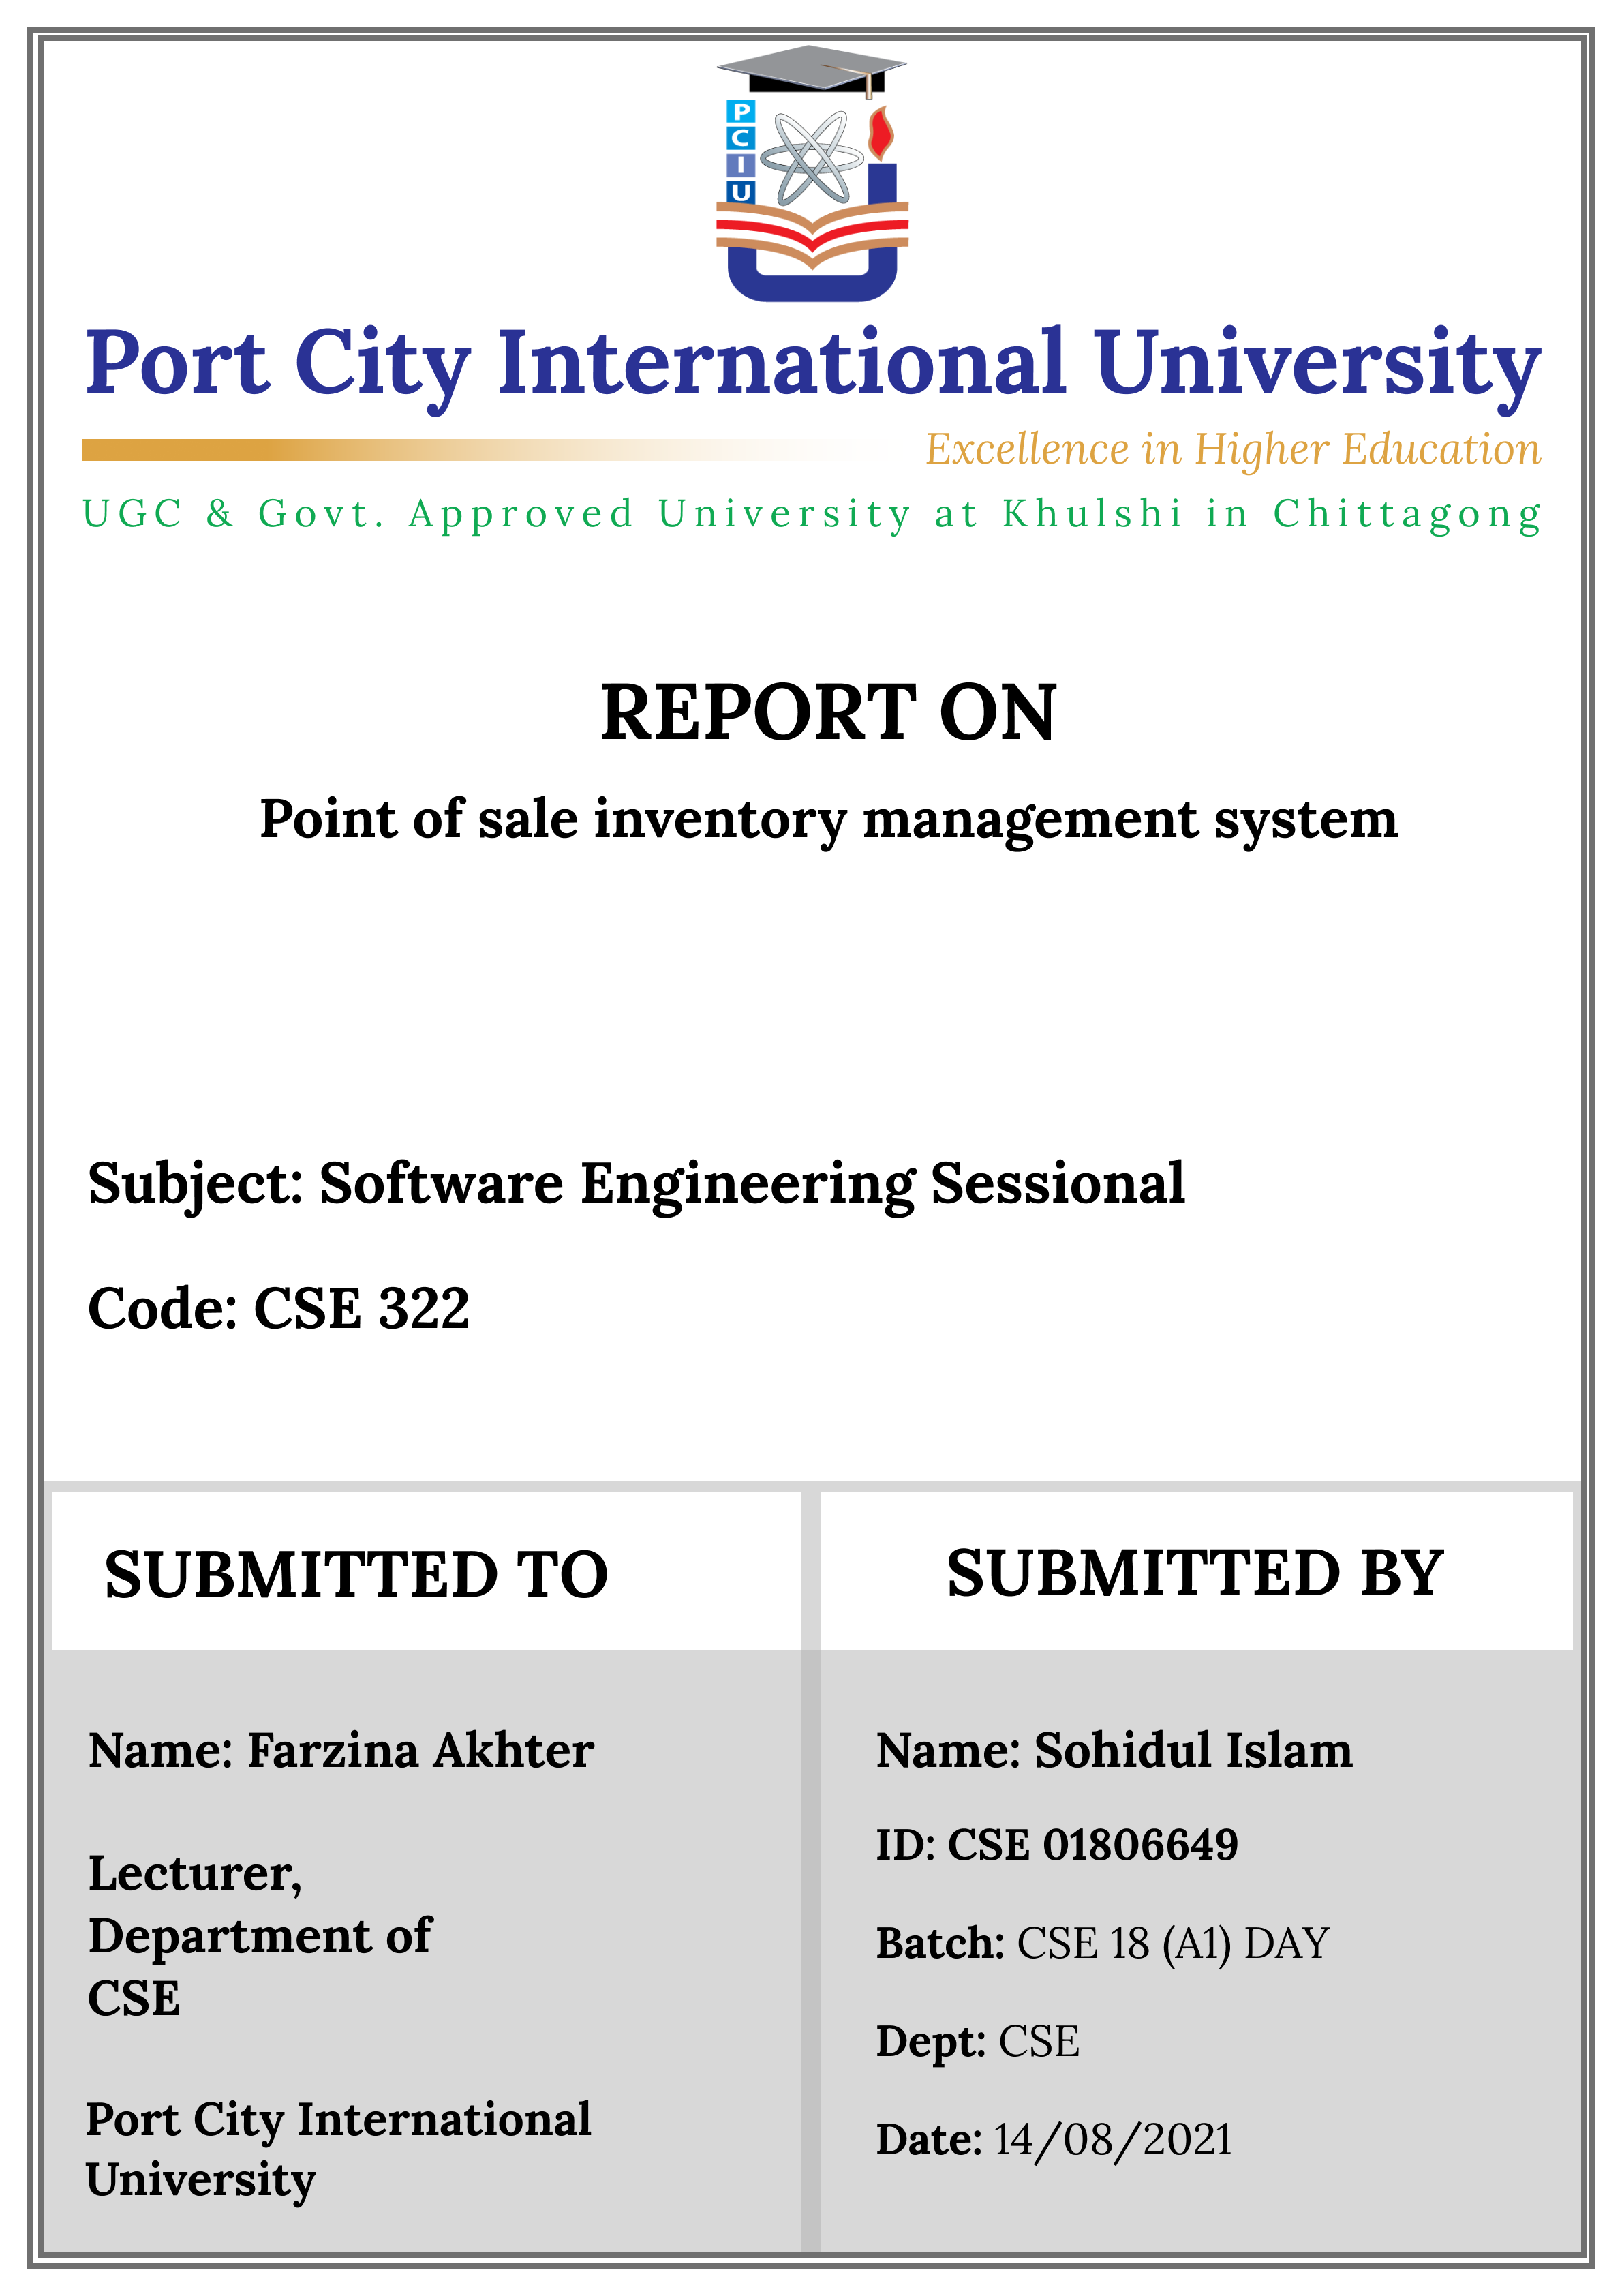 P
C
I
U
Port City International University
Excellence in Higher Education
UGC & Govt. Approved University at Khulshi in Chittagong
REPORT ON
Point of sale inventory management system
Subject: Software Engineering Sessional
Code: CSE 322
SUBMITTED TO
Name: Farzina Akhter
Lecturer,
Department of
CSE
Port City International
University
SUBMITTED BY
Name: Sohidul Islam
ID: CSE 01806649
Batch: CSE 18 (A1) DAY
Dept: CSE
Date: 14/08/2021